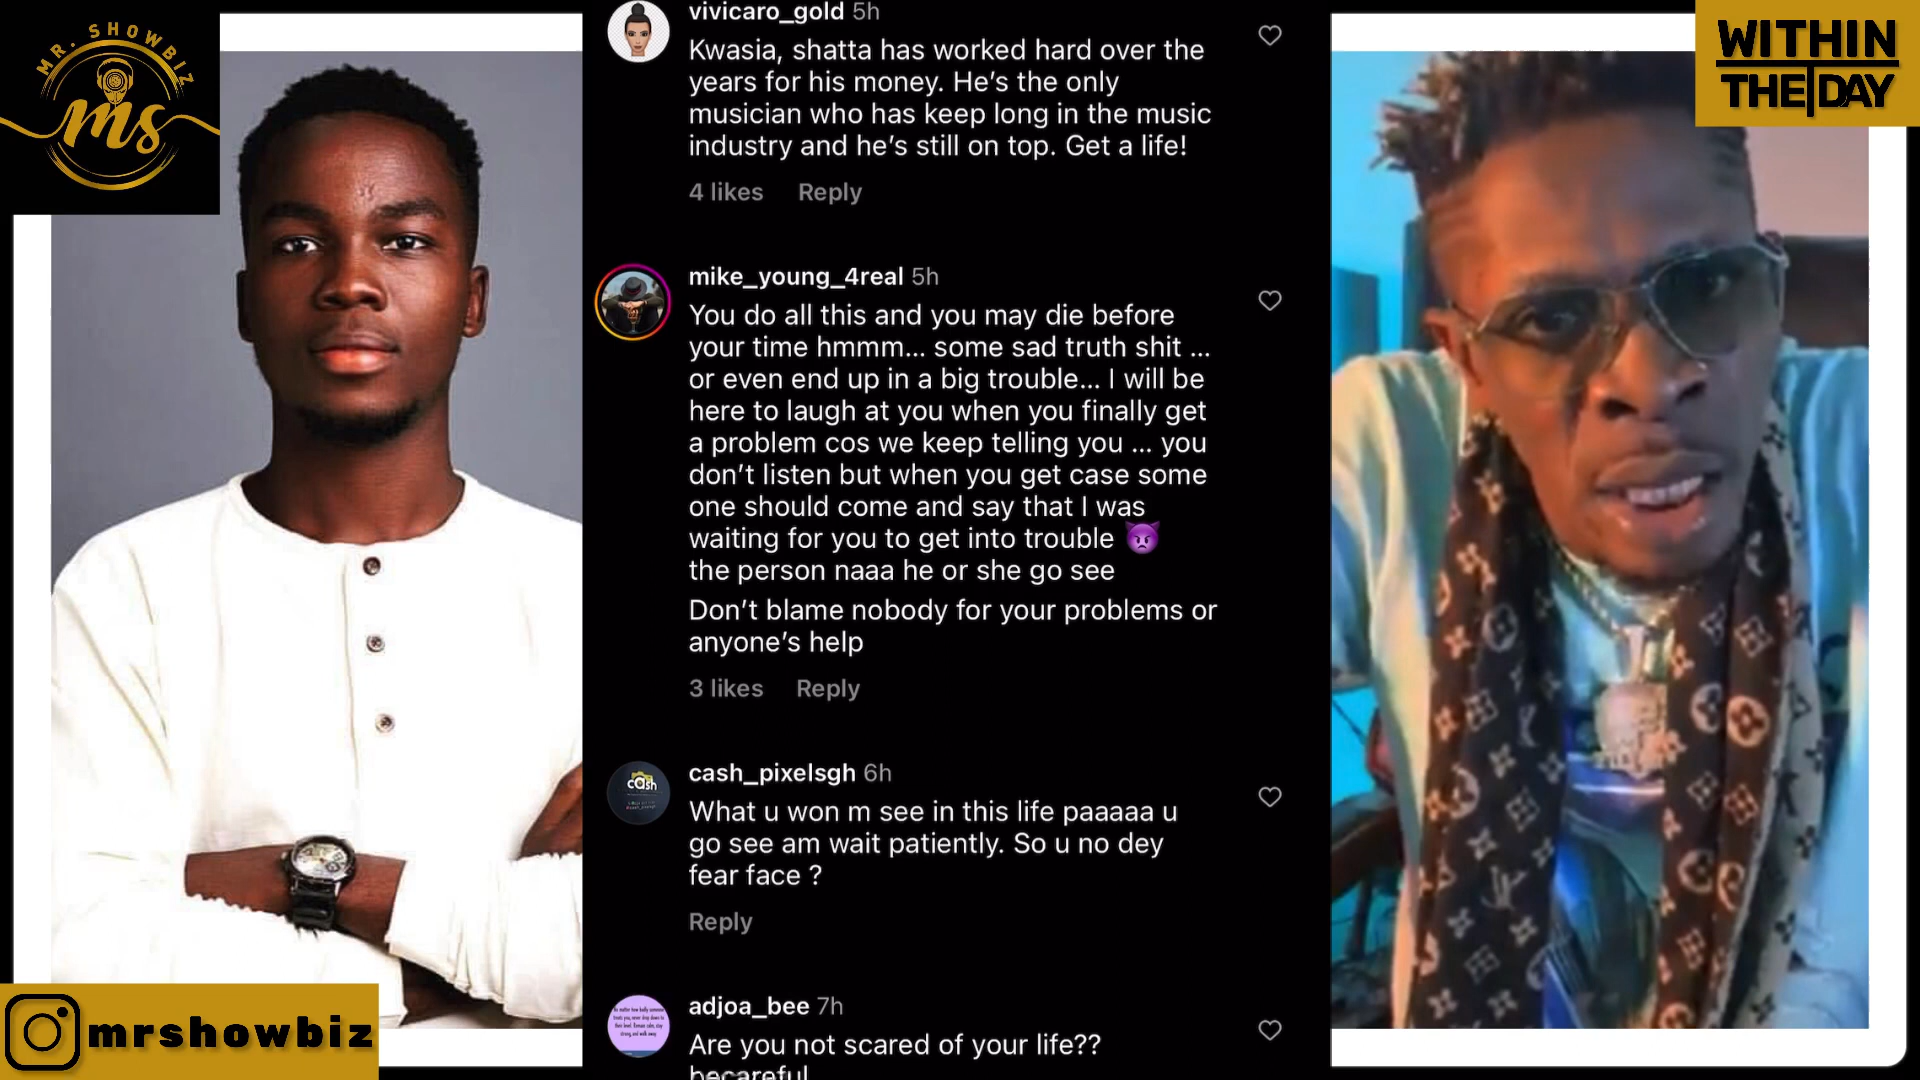 MR. SHOWBIZ
ms
WITHIN
THE DAY
vivicaro_gold 5h
Kwasia, shatta has worked hard over the
years for his money. He’s the only
musician who has keep long in the music
industry and he’s still on top. Get a life!
4 likes Reply
mike_young_4real 5h
You do all this and you may die before
your time hmmm... some sad truth shit ...
or even end up in a big trouble... I will be
here to laugh at you when you finally get
a problem cos we keep telling you ... you
don’t listen but when you get case some
one should come and say that I was
waiting for you to get into trouble 👿
the person naaa he or she go see
Don’t blame nobody for your problems or
anyone’s help
3 likes Reply
cash
cash_pixelsgh 6h
What u won m see in this life paaaaa u
go see am wait patiently. So u no dey
fear face ?
Reply
adjoa_bee 7h
Are you not scared of your life??
becareful
mrshowbiz